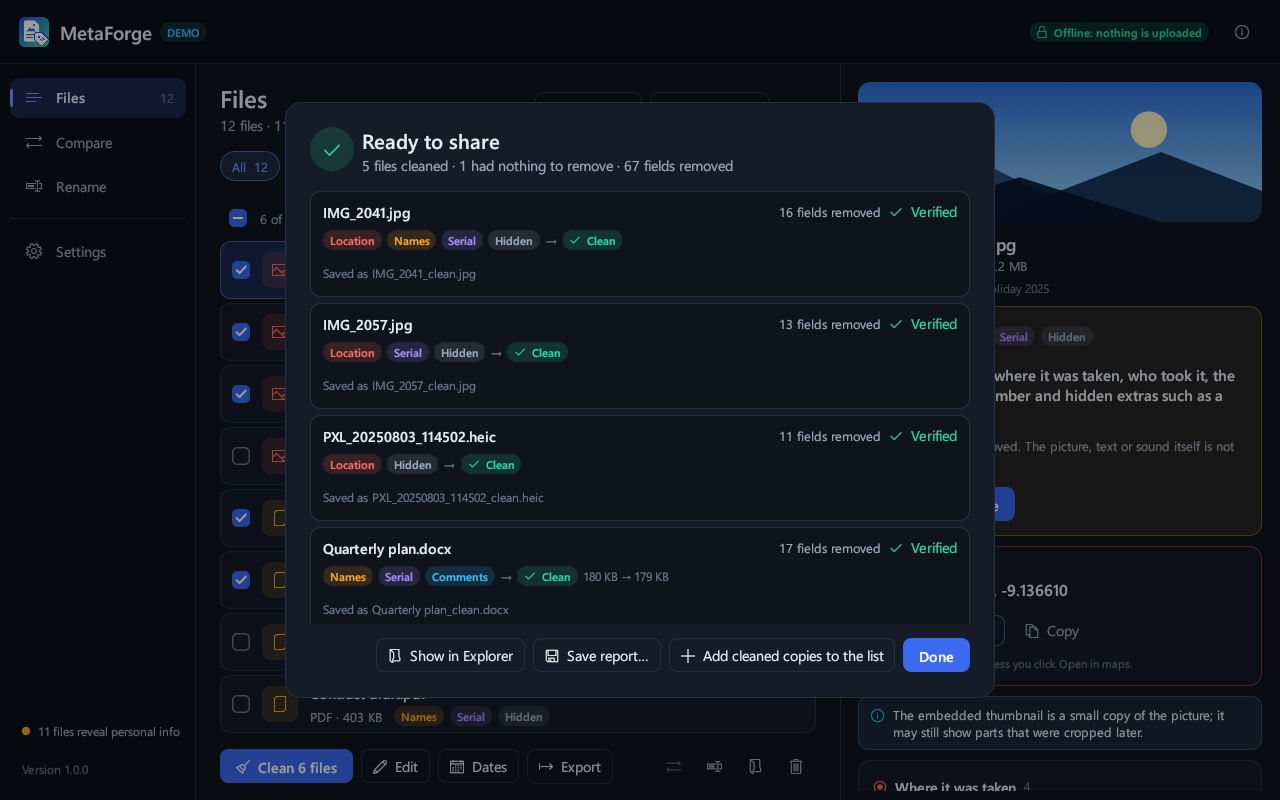 MetaForge DEMO
Offline: nothing is uploaded
Files 12
Compare
Rename
Settings
11 files reveal personal info
Version 1.0.0
Files
12 files · 11
All 12
6 of
Ready to share
5 files cleaned · 1 had nothing to remove · 67 fields removed
IMG_2041.jpg 16 fields removed Verified
Location Names Serial Hidden → Clean
Saved as IMG_2041_clean.jpg
IMG_2057.jpg 13 fields removed Verified
Location Serial Hidden → Clean
Saved as IMG_2057_clean.jpg
PXL_20250803_114502.heic 11 fields removed Verified
Location Hidden → Clean
Saved as PXL_20250803_114502_clean.heic
Quarterly plan.docx 17 fields removed Verified
Names Serial Comments → Clean 180 KB → 179 KB
Saved as Quarterly plan_clean.docx
Show in Explorer Save report... Add cleaned copies to the list Done
PDF · 403 KB Names Serial Hidden
Clean 6 files Edit Dates Export
pg
.2 MB
liday 2025
Serial Hidden
where it was taken, who took it, the
mber and hidden extras such as a
ved. The picture, text or sound itself is not
e
, -9.136610
Copy
ess you click Open in maps.
The embedded thumbnail is a small copy of the picture; it
may still show parts that were cropped later.
Where it was taken 4